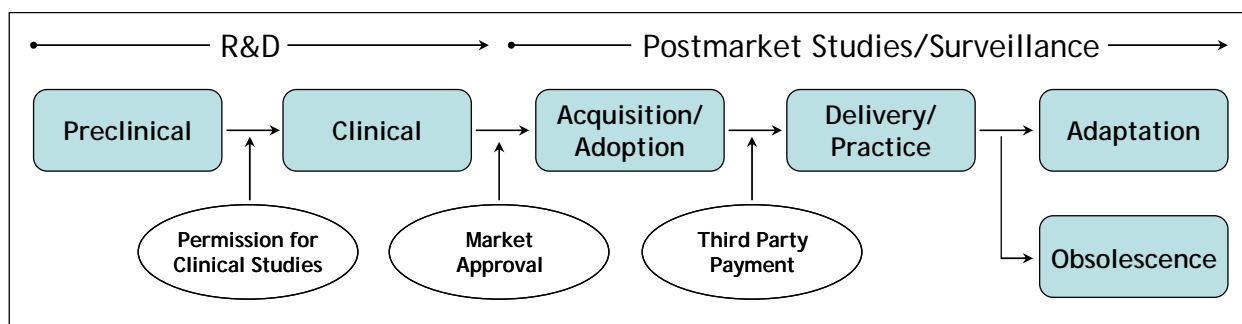 R&D
Postmarket Studies/Surveillance
Preclinical
Clinical
Acquisition/
Adoption
Delivery/
Practice
Adaptation
Permission for
Clinical Studies
Market
Approval
Third Party
Payment
Obsolescence